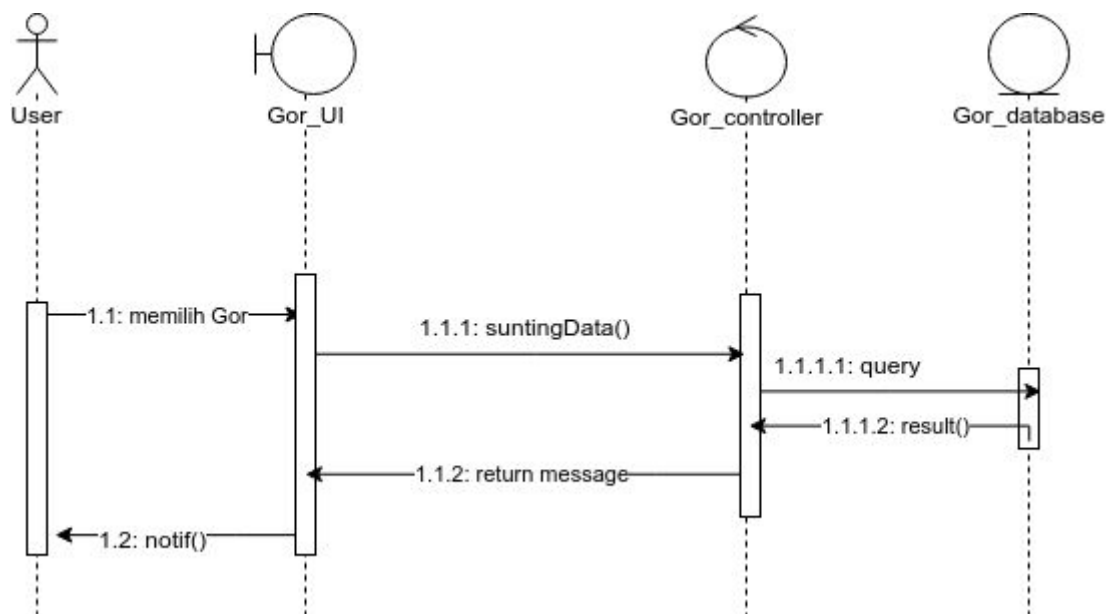 User
Gor_UI
Gor_controller
Gor_database
1.1: memilih Gor
1.1.1: suntingData()
1.1.1.1: query
1.1.1.2: result()
1.1.2: return message
1.2: notif()